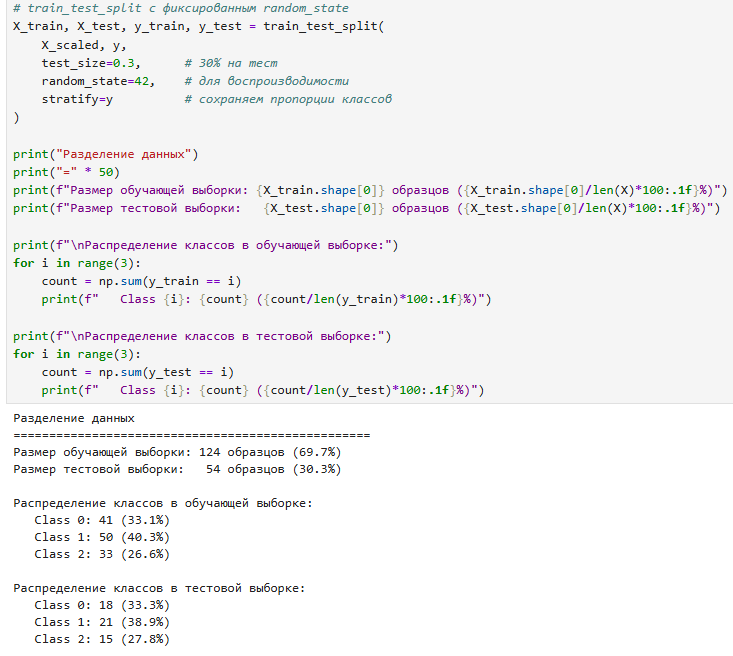 # train_test_split с фиксированным random_state
X_train, X_test, y_train, y_test = train_test_split(
    X_scaled, y,
    test_size=0.3,      # 30% на тест
    random_state=42,    # для воспроизводимости
    stratify=y          # сохраняем пропорции классов
)

print("Разделение данных")
print("=" * 50)
print(f"Размер обучающей выборки: {X_train.shape[0]} образцов ({X_train.shape[0]/len(X)*100:.1f}%)")
print(f"Размер тестовой выборки:   {X_test.shape[0]} образцов ({X_test.shape[0]/len(X)*100:.1f}%)")

print(f"\nРаспределение классов в обучающей выборке:")
for i in range(3):
    count = np.sum(y_train == i)
    print(f"   Class {i}: {count} ({count/len(y_train)*100:.1f}%)")

print(f"\nРаспределение классов в тестовой выборке:")
for i in range(3):
    count = np.sum(y_test == i)
    print(f"   Class {i}: {count} ({count/len(y_test)*100:.1f}%)")

Разделение данных
==================================================
Размер обучающей выборки: 124 образцов (69.7%)
Размер тестовой выборки:   54 образцов (30.3%)

Распределение классов в обучающей выборке:
   Class 0: 41 (33.1%)
   Class 1: 50 (40.3%)
   Class 2: 33 (26.6%)

Распределение классов в тестовой выборке:
   Class 0: 18 (33.3%)
   Class 1: 21 (38.9%)
   Class 2: 15 (27.8%)